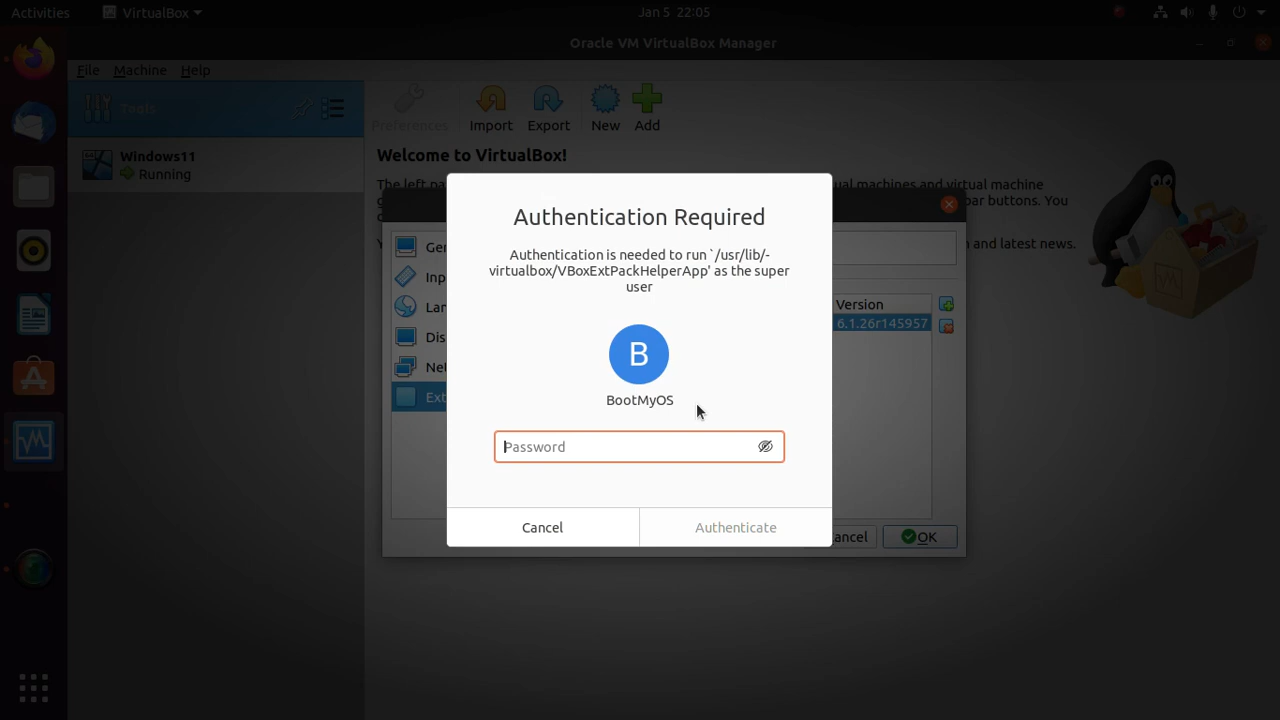 Activities
VirtualBox
Jan 5 22:05
Oracle VM VirtualBox Manager
File Machine Help
Tools
Preferences Import Export New Add
Windows11
Running
Welcome to VirtualBox!
The left pa
ual machines and virtual machine
g
par buttons. You
c
Y
n and latest news.
Gen
Inp
Lan
Dis
Net
Ext
Version
6.1.26r145957
ancel
OK
Authentication Required
Authentication is needed to run `/usr/lib/-
virtualbox/VBoxExtPackHelperApp' as the super
user
B
BootMyOS
Password
Cancel Authenticate